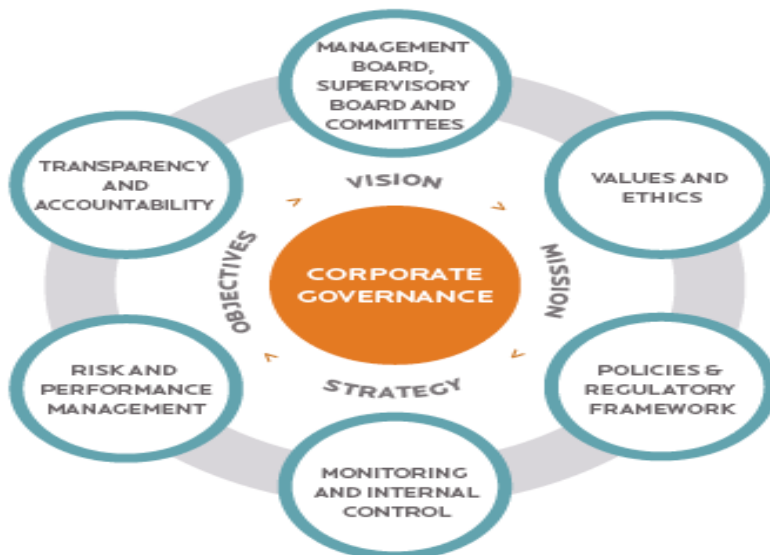 MANAGEMENT
BOARD,
SUPERVISORY
BOARD AND
COMMITTEES
TRANSPARENCY
AND
ACCOUNTABILITY
VALUES AND
ETHICS
VISION
OBJECTIVES
MISSION
CORPORATE
GOVERNANCE
STRATEGY
RISK AND
PERFORMANCE
MANAGEMENT
POLICIES &
REGULATORY
FRAMEWORK
MONITORING
AND INTERNAL
CONTROL